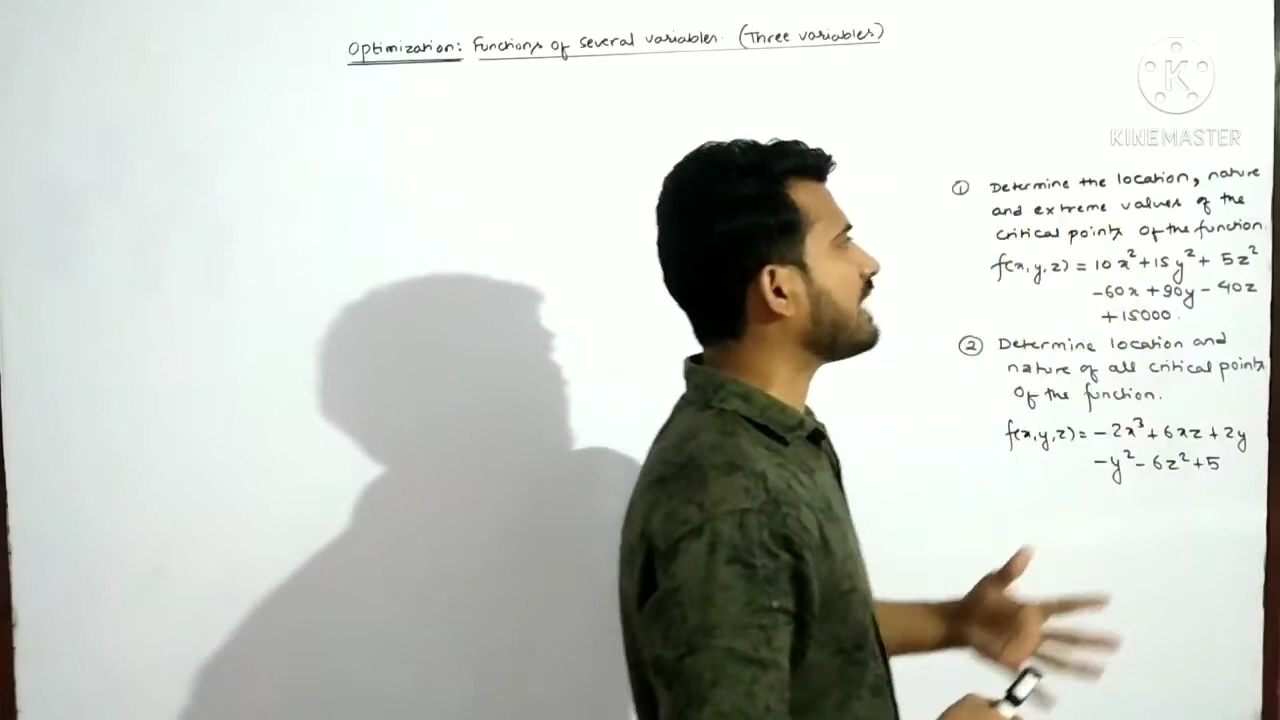 Optimization: Functions of several variables. (Three variables)
K
KINEMASTER
① Determine the location, nature
and extreme values of the
critical points of the function.
f(x,y,z) = 10x²+15y²+ 5z²
-60x +90y - 40z
+15000.
② Determine location and
nature of all critical points
of the function.
f(x,y,z) = -2x³+6xz+2y
-y²-6z²+5